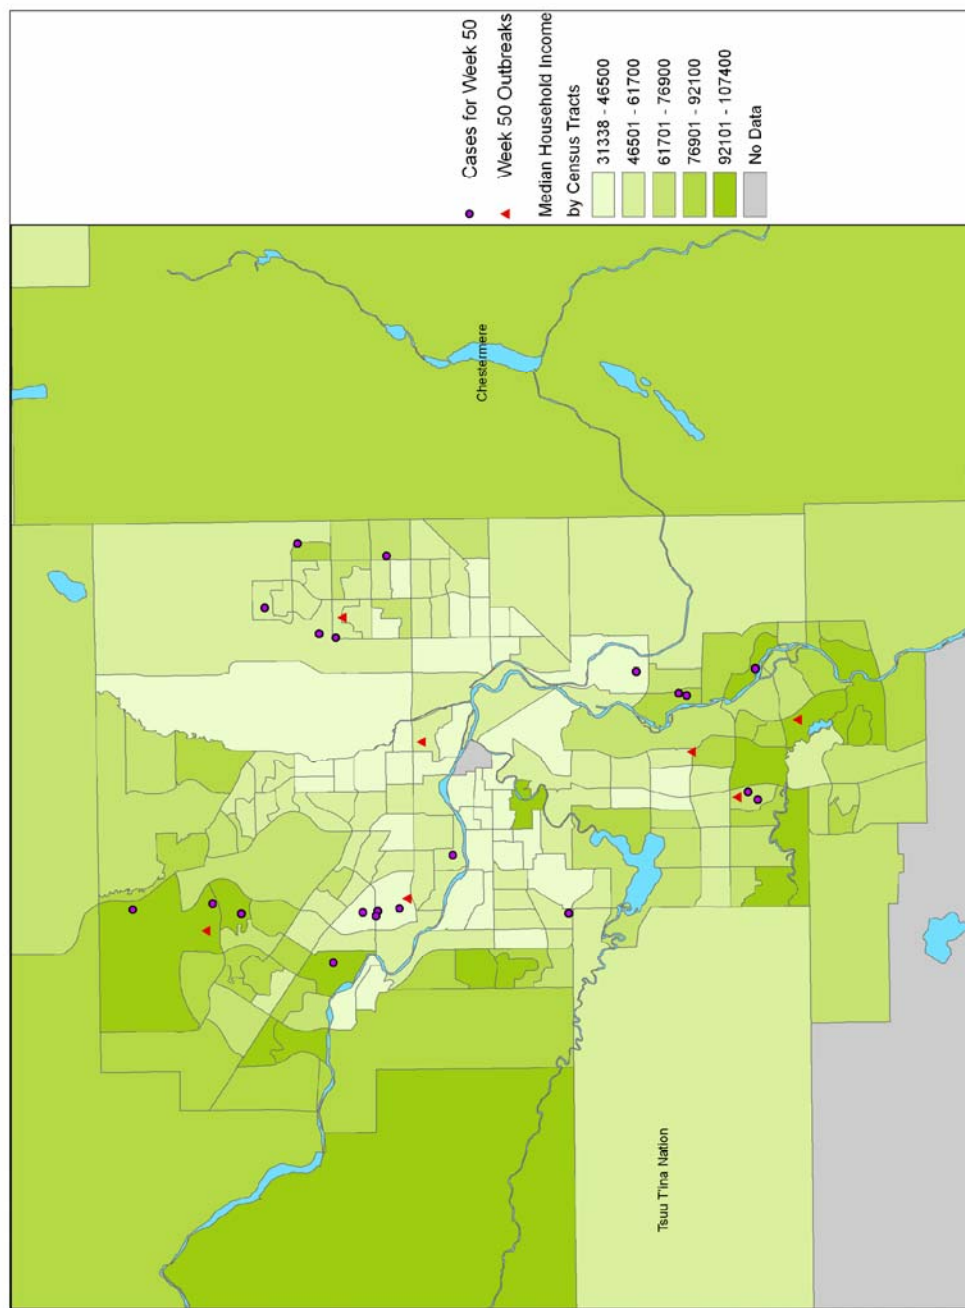 Cases for Week 50
Week 50 Outbreaks
Median Household Income
by Census Tracts
31338 - 46500
46501 - 61700
61701 - 76900
76901 - 92100
92101 - 107400
No Data
Chestermere
Tsuu T'ina Nation